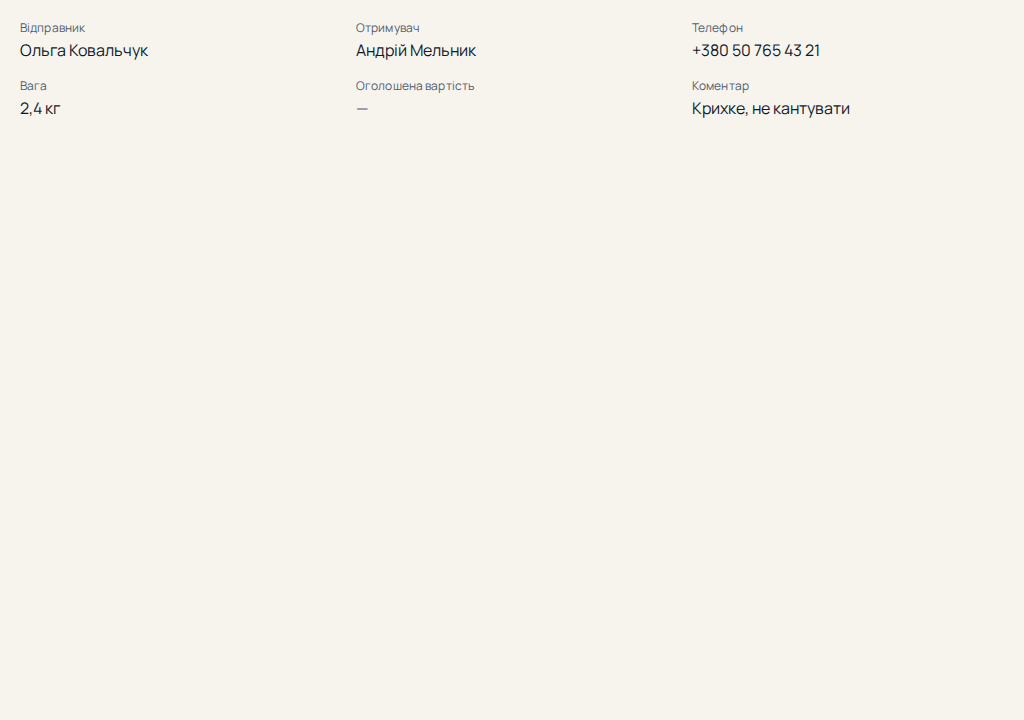 Відправник
Ольга Ковальчук
Отримувач
Андрій Мельник
Телефон
+380 50 765 43 21
Вага
2,4 кг
Оголошена вартість
—
Коментар
Крихке, не кантувати